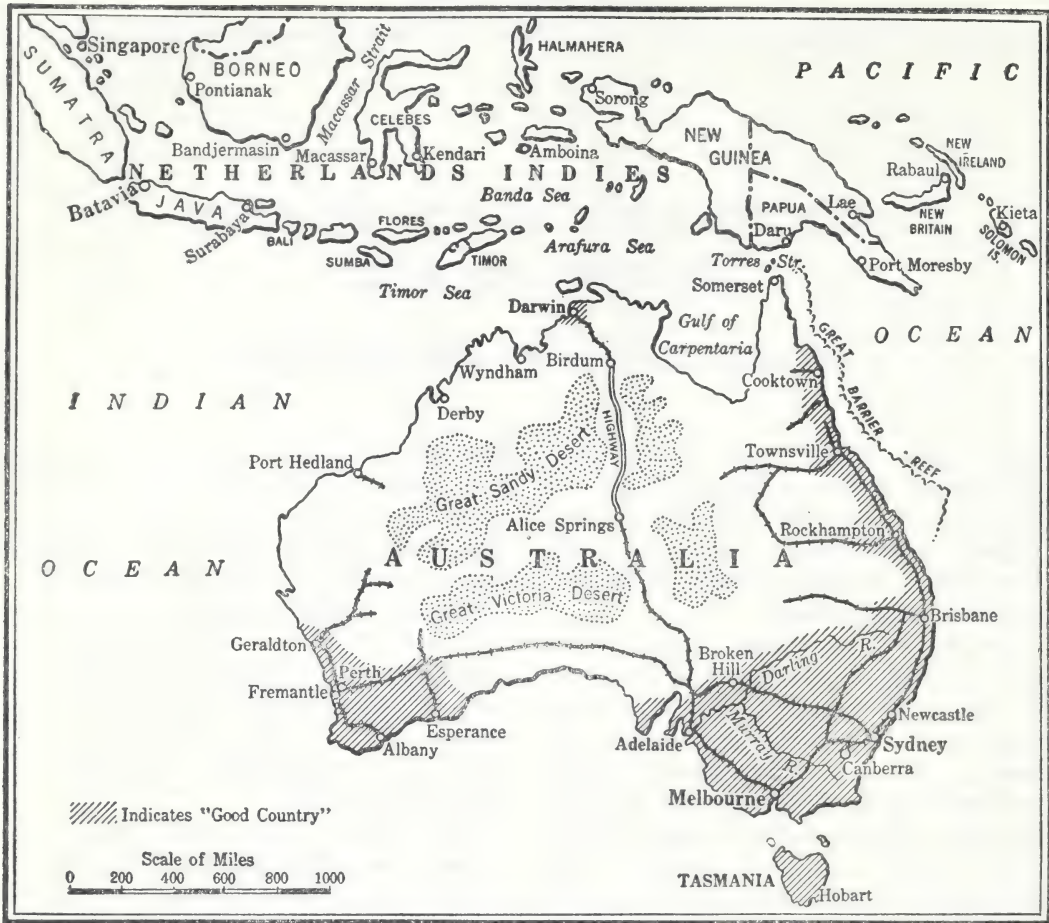 Singapore
SUMATRA
BORNEO
Pontianak
Bandjermasin
Macassar Strait
CELEBES
Macassar
Kendari
HALMAHERA
Amboina
Sorong
PACIFIC
NEW
GUINEA
PAPUA
Lae
Daru
Port Moresby
NEW
IRELAND
Rabaul
NEW
BRITAIN
Kieta
SOLOMON
IS.
NETHERLANDS INDIES
Banda Sea
Batavia
JAVA
Surabaya
BALI
FLORES
SUMBA
TIMOR
Arafura Sea
Timor Sea
Torres Str.
Somerset
OCEAN
Darwin
Gulf of
Carpentaria
Wyndham
Birdum
Derby
HIGHWAY
Cooktown
GREAT
BARRIER
REEF
INDIAN
Port Hedland
Great Sandy Desert
Townsville
Alice Springs
Rockhampton
OCEAN
AUSTRALIA
Great Victoria Desert
Brisbane
Geraldton
Perth
Fremantle
Albany
Esperance
Broken
Hill
Darling R.
Newcastle
Adelaide
Murray R.
Sydney
Canberra
Melbourne
Indicates "Good Country"
Scale of Miles
0 200 400 600 800 1000
TASMANIA
Hobart